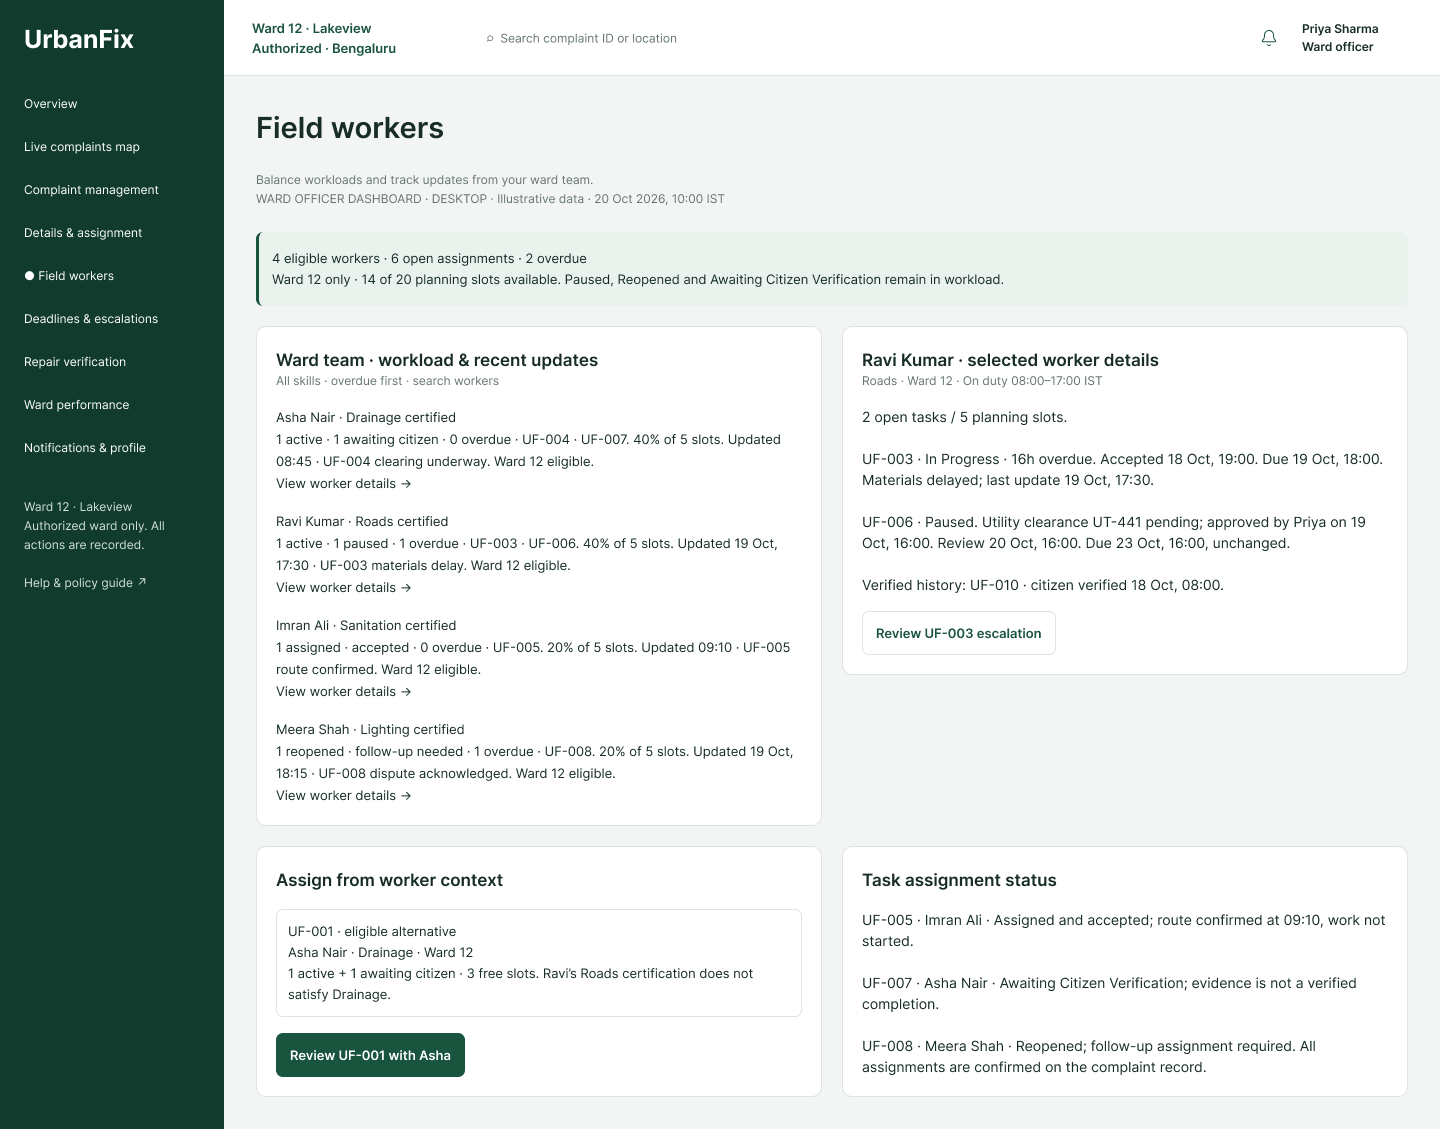 UrbanFix
Overview
Live complaints map
Complaint management
Details & assignment
Field workers
Deadlines & escalations
Repair verification
Ward performance
Notifications & profile
Ward 12 · Lakeview
Authorized ward only. All
actions are recorded.
Help & policy guide ↗
Ward 12 · Lakeview
Authorized · Bengaluru
⌕ Search complaint ID or location
Priya Sharma
Ward officer
Field workers
Balance workloads and track updates from your ward team.
WARD OFFICER DASHBOARD · DESKTOP · Illustrative data · 20 Oct 2026, 10:00 IST
4 eligible workers · 6 open assignments · 2 overdue
Ward 12 only · 14 of 20 planning slots available. Paused, Reopened and Awaiting Citizen Verification remain in workload.
Ward team · workload & recent updates
All skills · overdue first · search workers
Asha Nair · Drainage certified
1 active · 1 awaiting citizen · 0 overdue · UF-004 · UF-007. 40% of 5 slots. Updated
08:45 · UF-004 clearing underway. Ward 12 eligible.
View worker details →
Ravi Kumar · Roads certified
1 active · 1 paused · 1 overdue · UF-003 · UF-006. 40% of 5 slots. Updated 19 Oct,
17:30 · UF-003 materials delay. Ward 12 eligible.
View worker details →
Imran Ali · Sanitation certified
1 assigned · accepted · 0 overdue · UF-005. 20% of 5 slots. Updated 09:10 · UF-005
route confirmed. Ward 12 eligible.
View worker details →
Meera Shah · Lighting certified
1 reopened · follow-up needed · 1 overdue · UF-008. 20% of 5 slots. Updated 19 Oct,
18:15 · UF-008 dispute acknowledged. Ward 12 eligible.
View worker details →
Ravi Kumar · selected worker details
Roads · Ward 12 · On duty 08:00–17:00 IST
2 open tasks / 5 planning slots.
UF-003 · In Progress · 16h overdue. Accepted 18 Oct, 19:00. Due 19 Oct, 18:00.
Materials delayed; last update 19 Oct, 17:30.
UF-006 · Paused. Utility clearance UT-441 pending; approved by Priya on 19
Oct, 16:00. Review 20 Oct, 16:00. Due 23 Oct, 16:00, unchanged.
Verified history: UF-010 · citizen verified 18 Oct, 08:00.
Review UF-003 escalation
Assign from worker context
UF-001 · eligible alternative
Asha Nair · Drainage · Ward 12
1 active + 1 awaiting citizen · 3 free slots. Ravi’s Roads certification does not
satisfy Drainage.
Review UF-001 with Asha
Task assignment status
UF-005 · Imran Ali · Assigned and accepted; route confirmed at 09:10, work not
started.
UF-007 · Asha Nair · Awaiting Citizen Verification; evidence is not a verified
completion.
UF-008 · Meera Shah · Reopened; follow-up assignment required. All
assignments are confirmed on the complaint record.